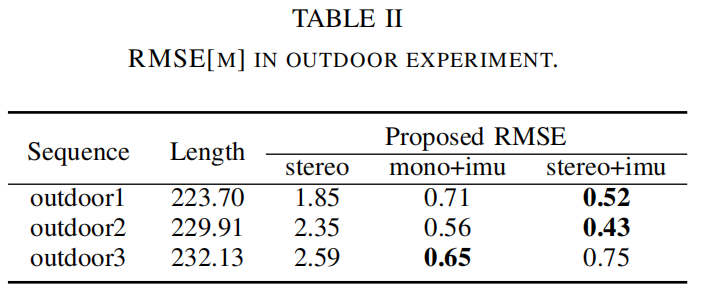 TABLE II
RMSE[M] IN OUTDOOR EXPERIMENT.
Sequence Length Proposed RMSE
stereo mono+imu stereo+imu
outdoor1 223.70 1.85 0.71 0.52
outdoor2 229.91 2.35 0.56 0.43
outdoor3 232.13 2.59 0.65 0.75